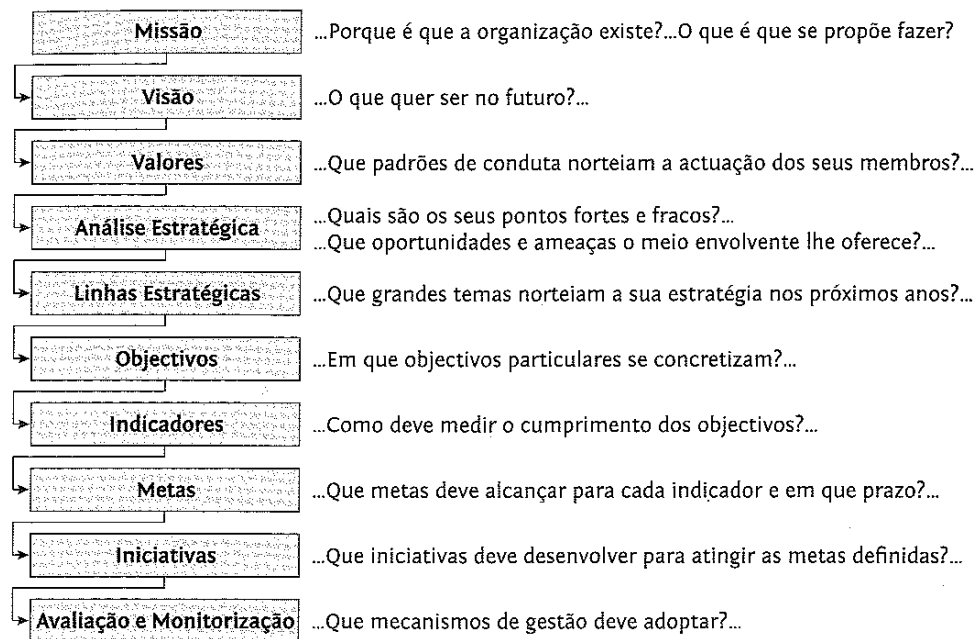 Missão ...Porque é que a organização existe?...O que é que se propõe fazer?
Visão ...O que quer ser no futuro?...
Valores ...Que padrões de conduta norteiam a actuação dos seus membros?...
Análise Estratégica ...Quais são os seus pontos fortes e fracos?...
...Que oportunidades e ameaças o meio envolvente lhe oferece?...
Linhas Estratégicas ...Que grandes temas norteiam a sua estratégia nos próximos anos?...
Objectivos ...Em que objectivos particulares se concretizam?...
Indicadores ...Como deve medir o cumprimento dos objectivos?...
Metas ...Que metas deve alcançar para cada indicador e em que prazo?...
Iniciativas ...Que iniciativas deve desenvolver para atingir as metas definidas?...
Avaliação e Monitorização ...Que mecanismos de gestão deve adoptar?...